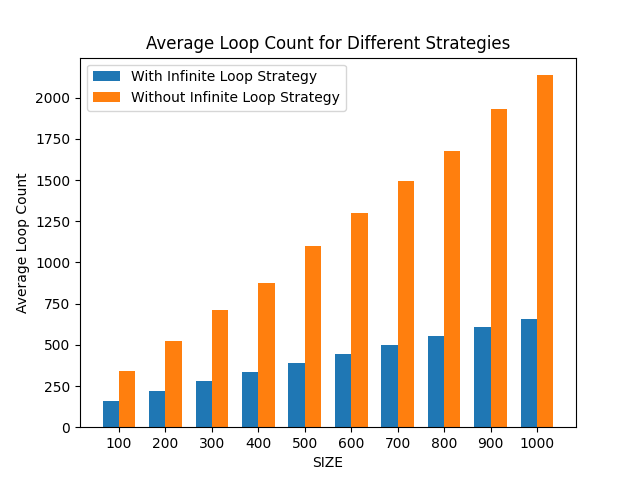 Average Loop Count for Different Strategies
With Infinite Loop Strategy
Without Infinite Loop Strategy
Average Loop Count
2000
1750
1500
1250
1000
750
500
250
0
100 200 300 400 500 600 700 800 900 1000
SIZE